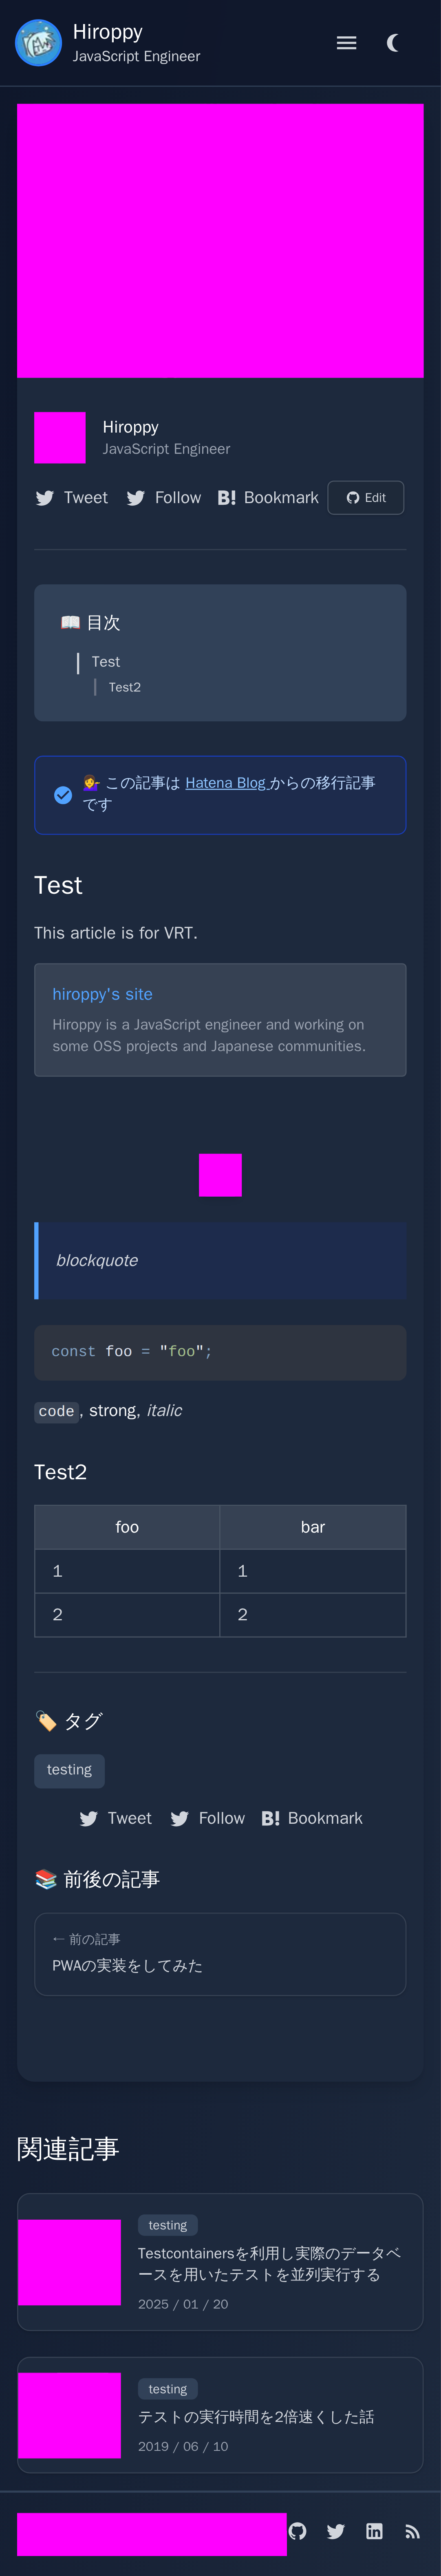 Hiroppy
JavaScript Engineer
Hiroppy
JavaScript Engineer
Tweet Follow B! Bookmark Edit
📖 目次
Test
Test2
💁‍♀️ この記事は Hatena Blog からの移行記事
です
Test
This article is for VRT.
hiroppy's site
Hiroppy is a JavaScript engineer and working on
some OSS projects and Japanese communities.
blockquote
const foo = "foo";
code, strong, italic
Test2
foo bar
1 1
2 2
🏷️ タグ
testing
Tweet Follow B! Bookmark
📚 前後の記事
← 前の記事
PWAの実装をしてみた
関連記事
testing
Testcontainersを利用し実際のデータベ
ースを用いたテストを並列実行する
2025 / 01 / 20
testing
テストの実行時間を2倍速くした話
2019 / 06 / 10